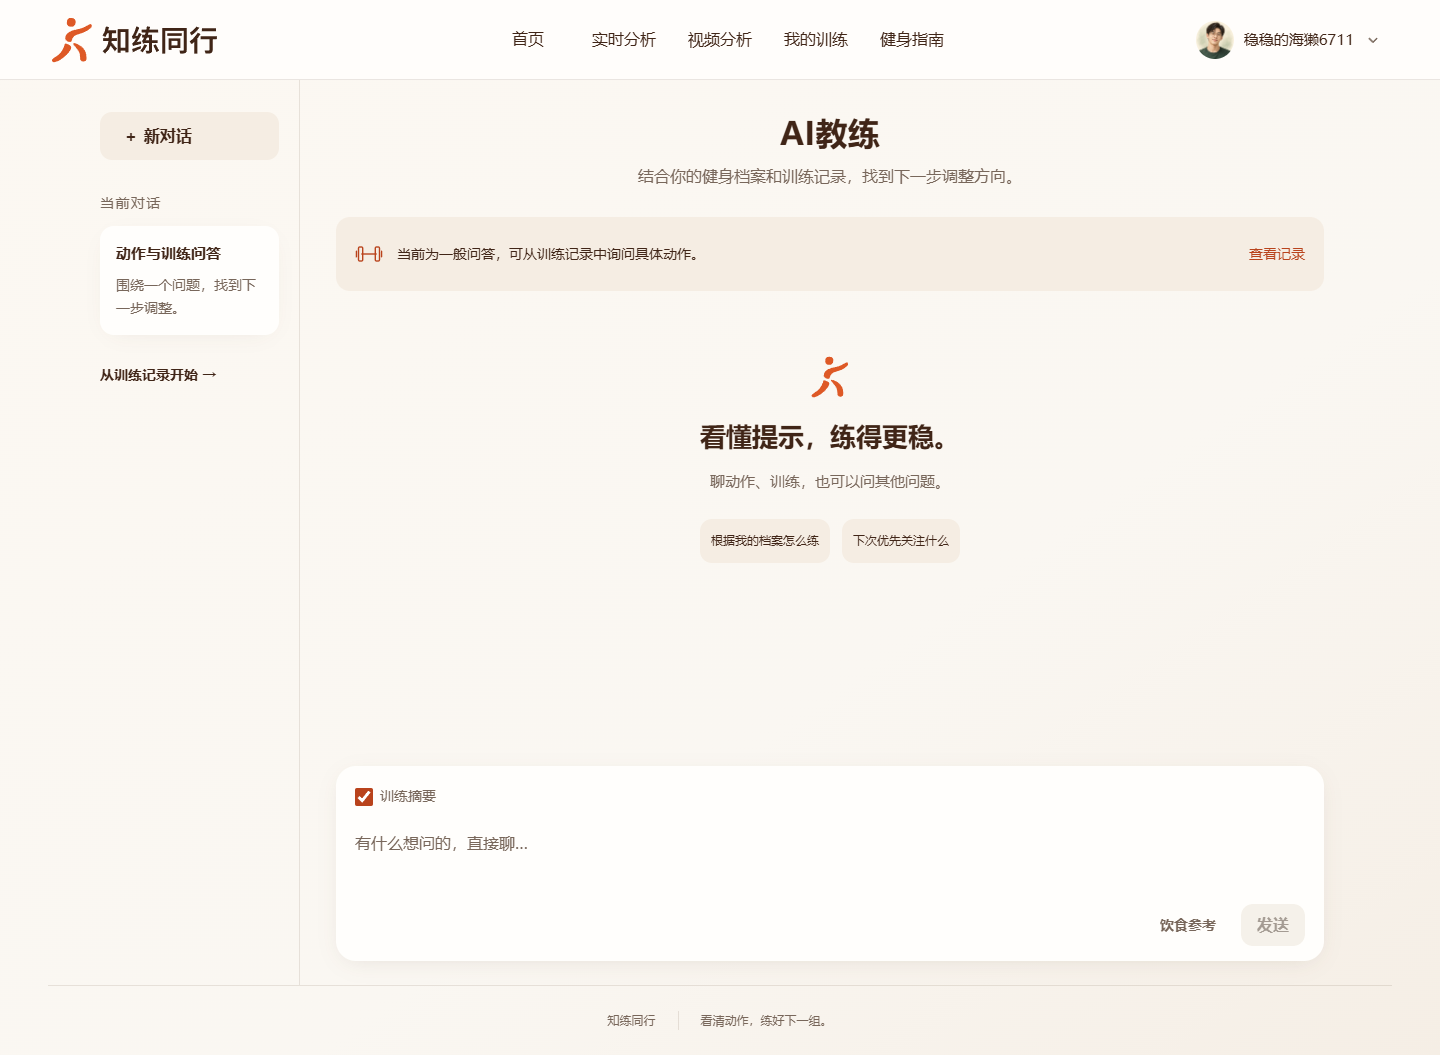 知练同行
首页 实时分析 视频分析 我的训练 健身指南
稳稳的海獭6711
+ 新对话
当前对话
动作与训练问答
围绕一个问题，找到下
一步调整。
从训练记录开始 →
AI教练
结合你的健身档案和训练记录，找到下一步调整方向。
当前为一般问答，可从训练记录中询问具体动作。
查看记录
看懂提示，练得更稳。
聊动作、训练，也可以问其他问题。
根据我的档案怎么练
下次优先关注什么
训练摘要
有什么想问的，直接聊...
饮食参考
发送
知练同行
看清动作，练好下一组。